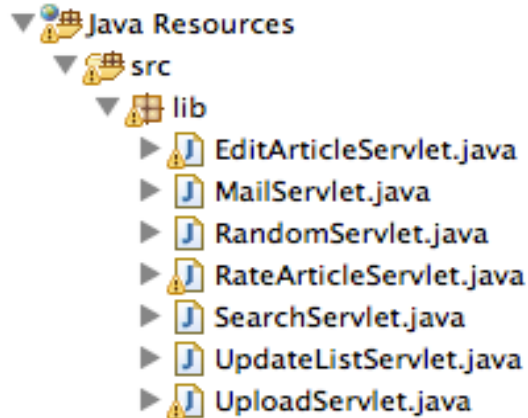 Java Resources
src
lib
EditArticleServlet.java
MailServlet.java
RandomServlet.java
RateArticleServlet.java
SearchServlet.java
UpdateListServlet.java
UploadServlet.java